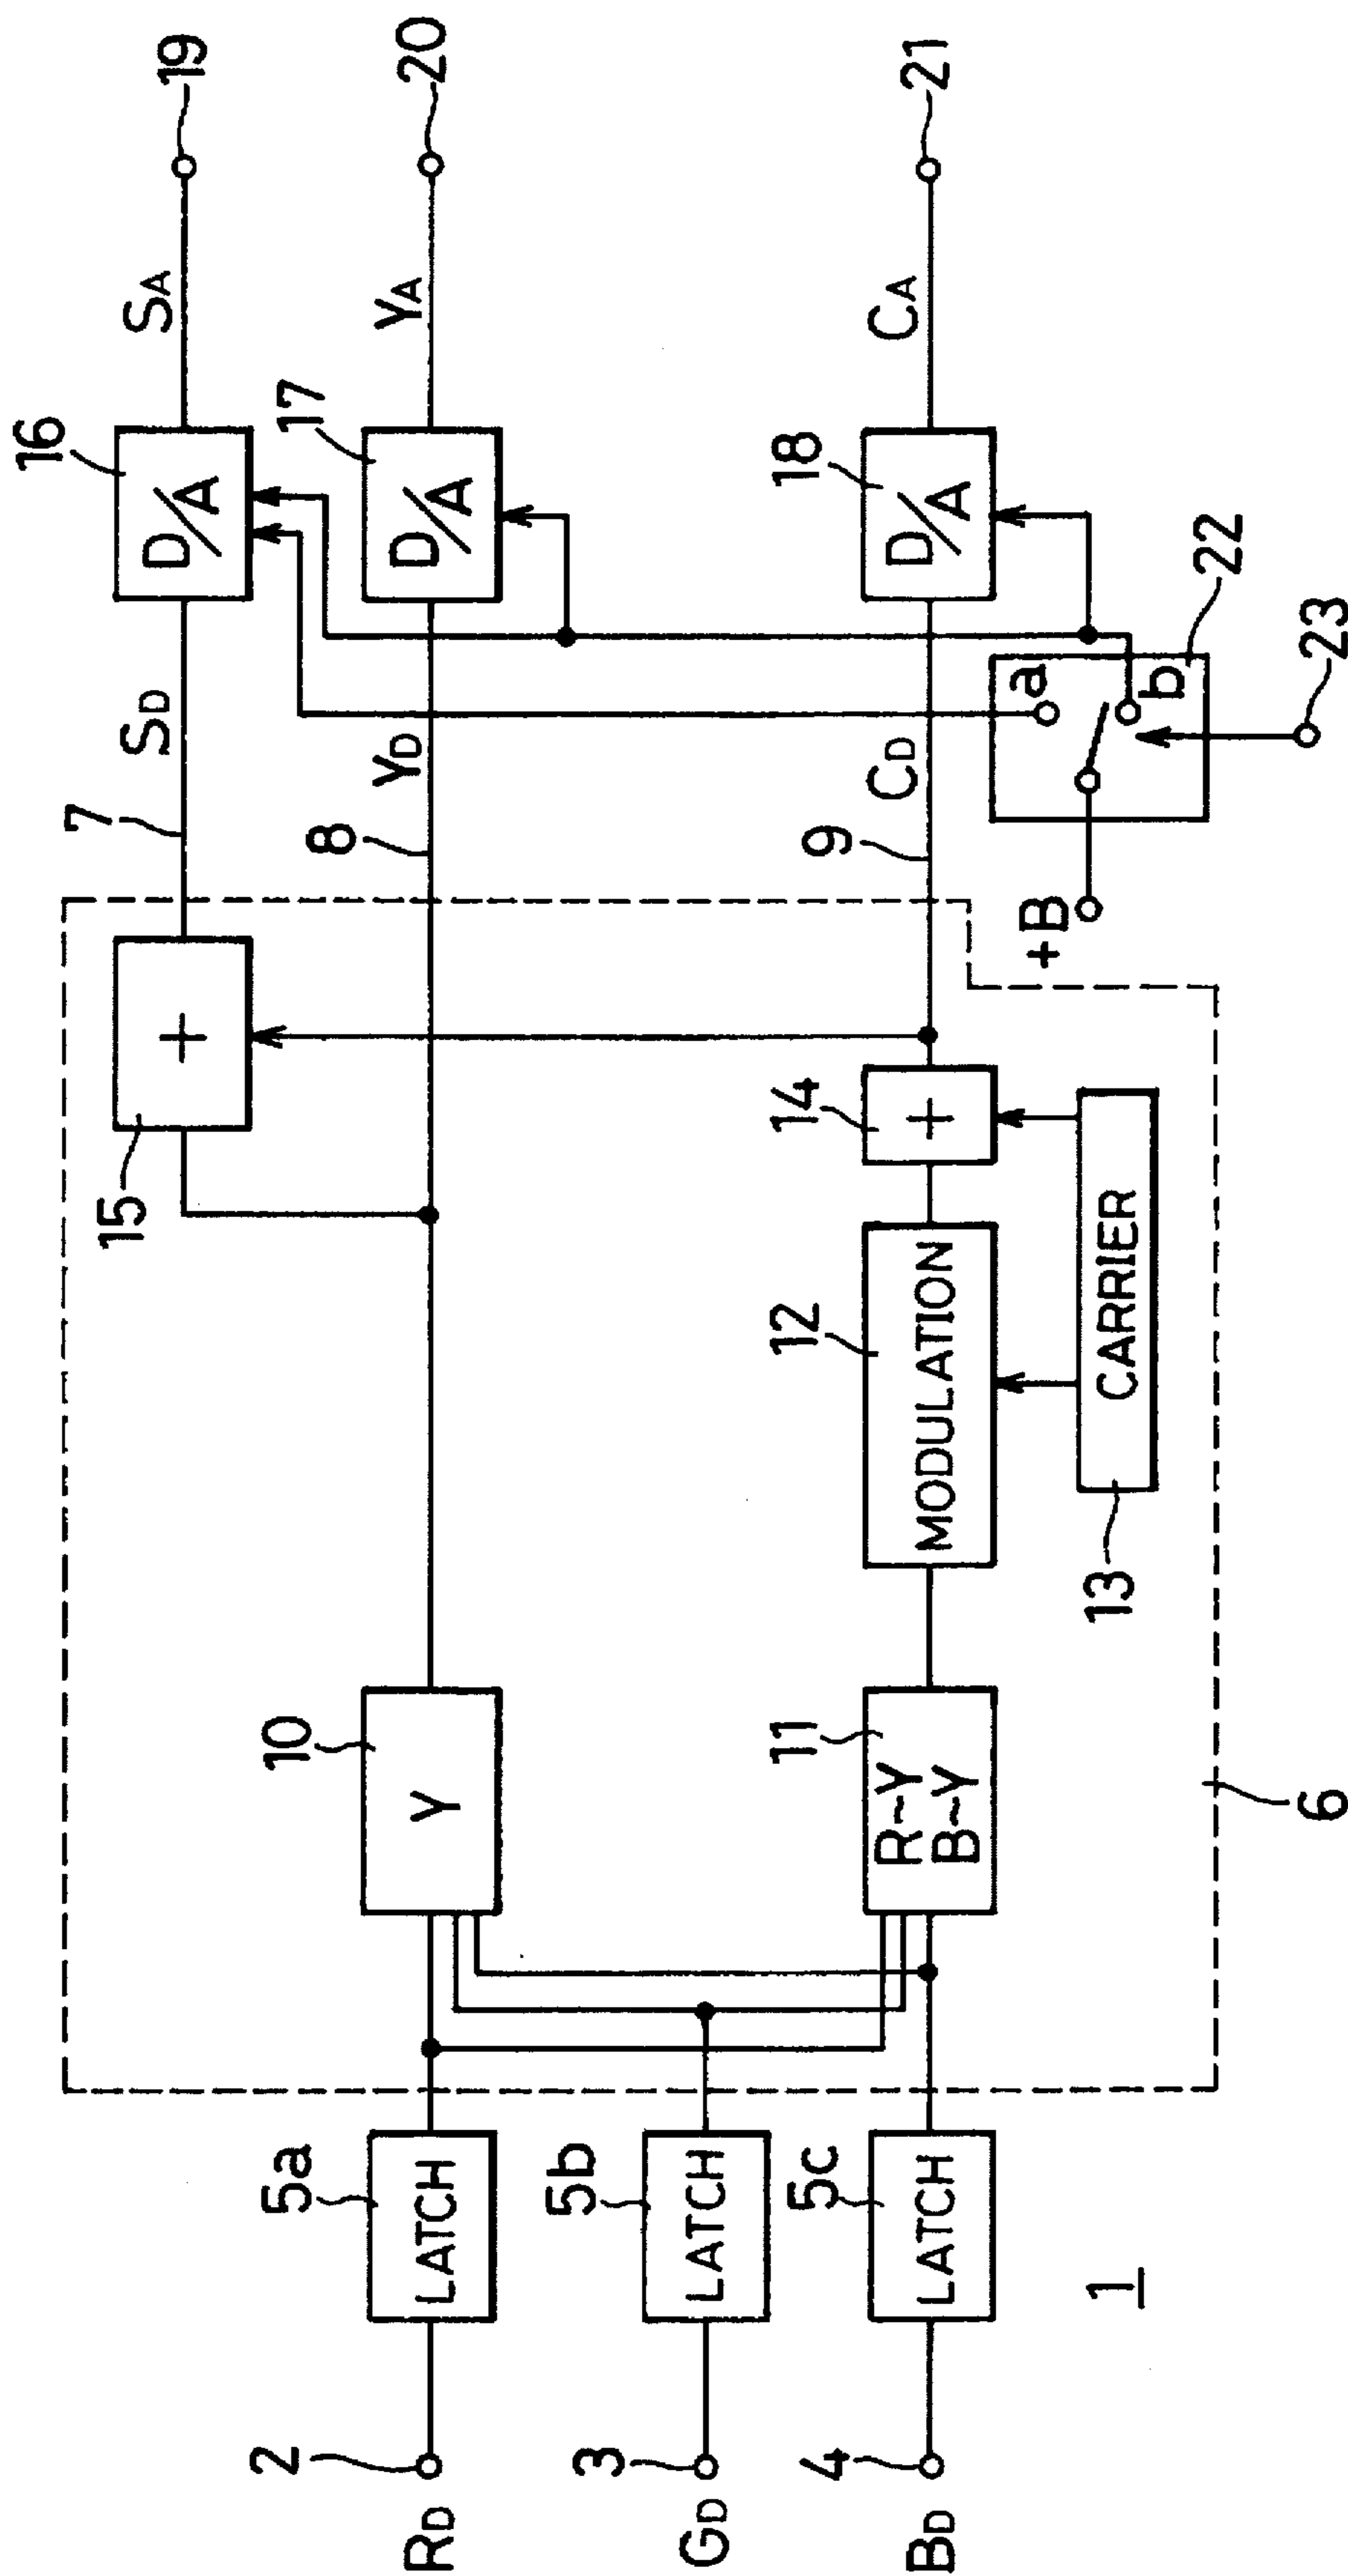 16
19
SA
7
SD
15
+
D/A
17
20
YA
8
YD
D/A
10
Y
2
RD
5a
LATCH
3
GD
5b
LATCH
4
BD
5c
LATCH
11
R~Y
B~Y
12
MODULATION
14
+
9
CD
18
D/A
CA
21
13
CARRIER
+B
a
b
22
23
6
1